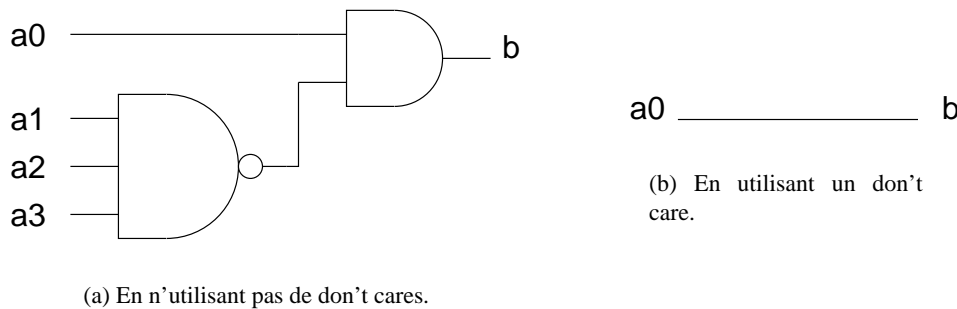 a0
b
a1
a2
a3
(a) En n'utilisant pas de don't cares.
a0 b
(b) En utilisant un don't
care.